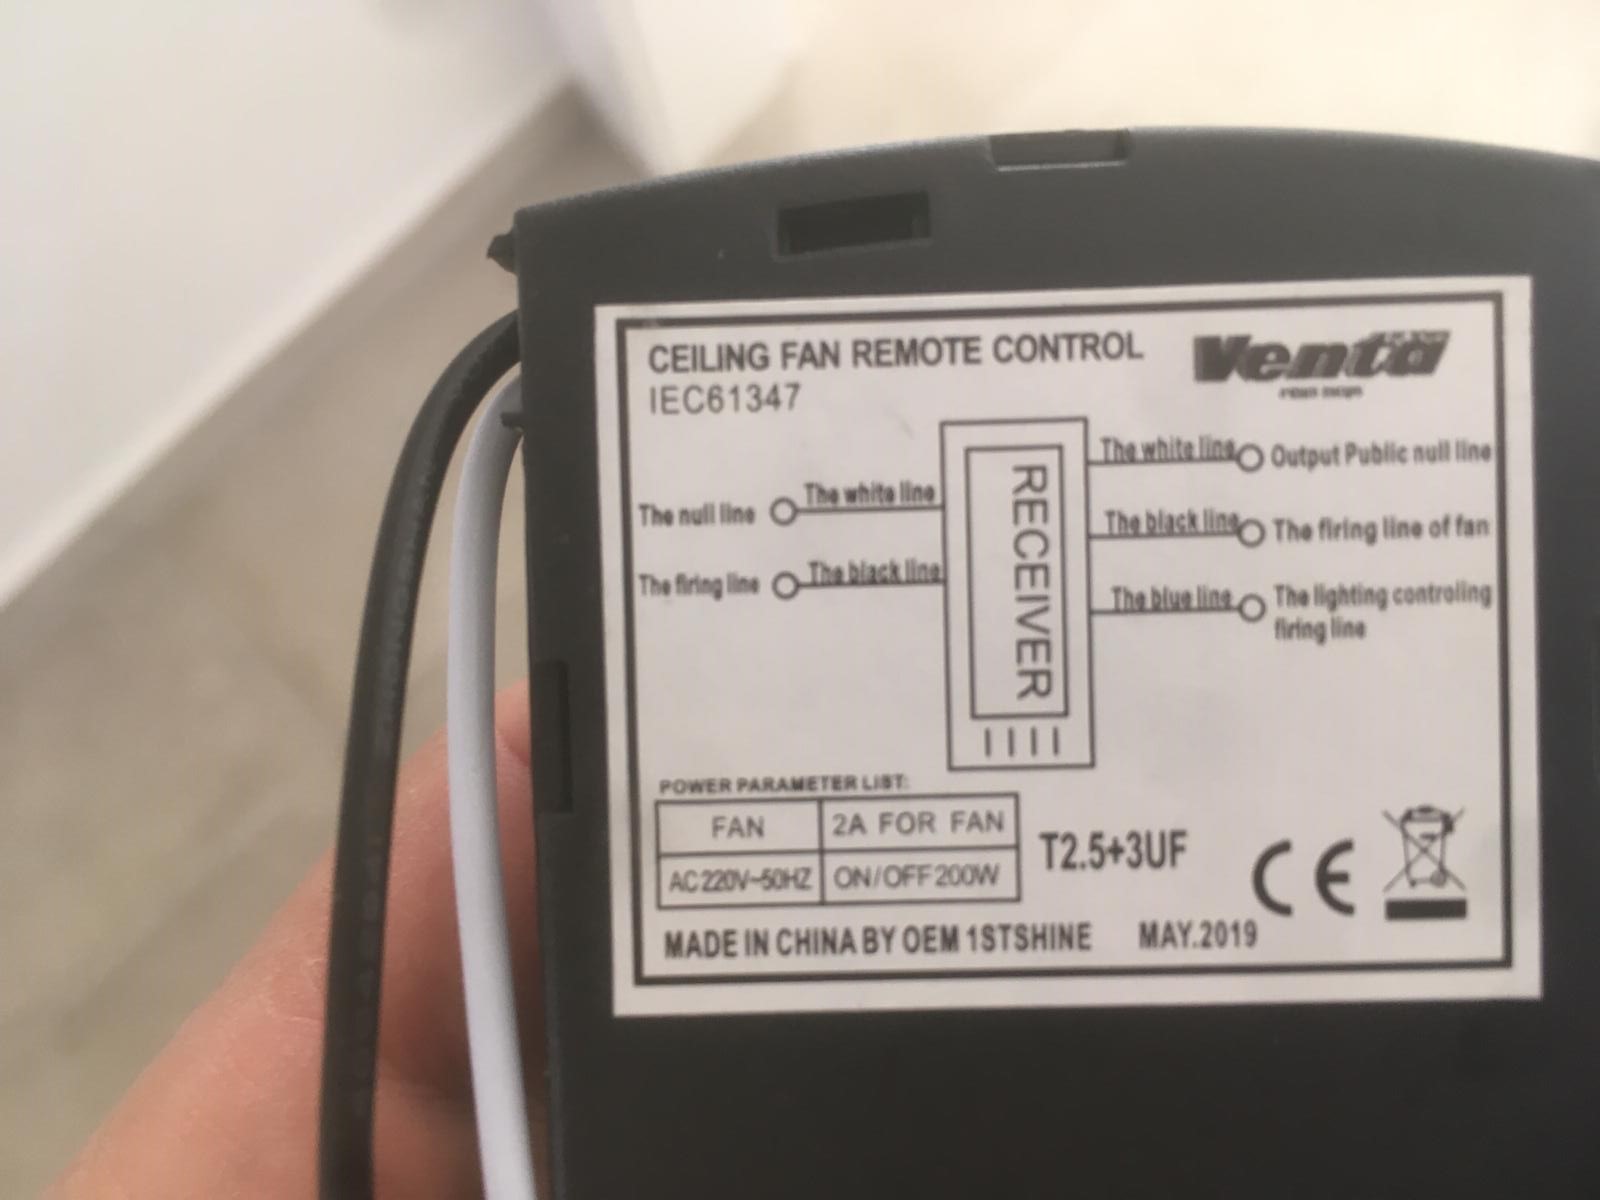 CEILING FAN REMOTE CONTROL
Venta
IEC61347
The white line
Output Public null line
The null line
The white line
The black line
The firing line of fan
The firing line
The black line
The blue line
The lighting controling
firing line
RECEIVER
POWER PARAMETER LIST:
FAN
2A FOR FAN
AC220V~50HZ
ON/OFF200W
T2.5+3UF
CE
MADE IN CHINA BY OEM 1STSHINE
MAY.2019